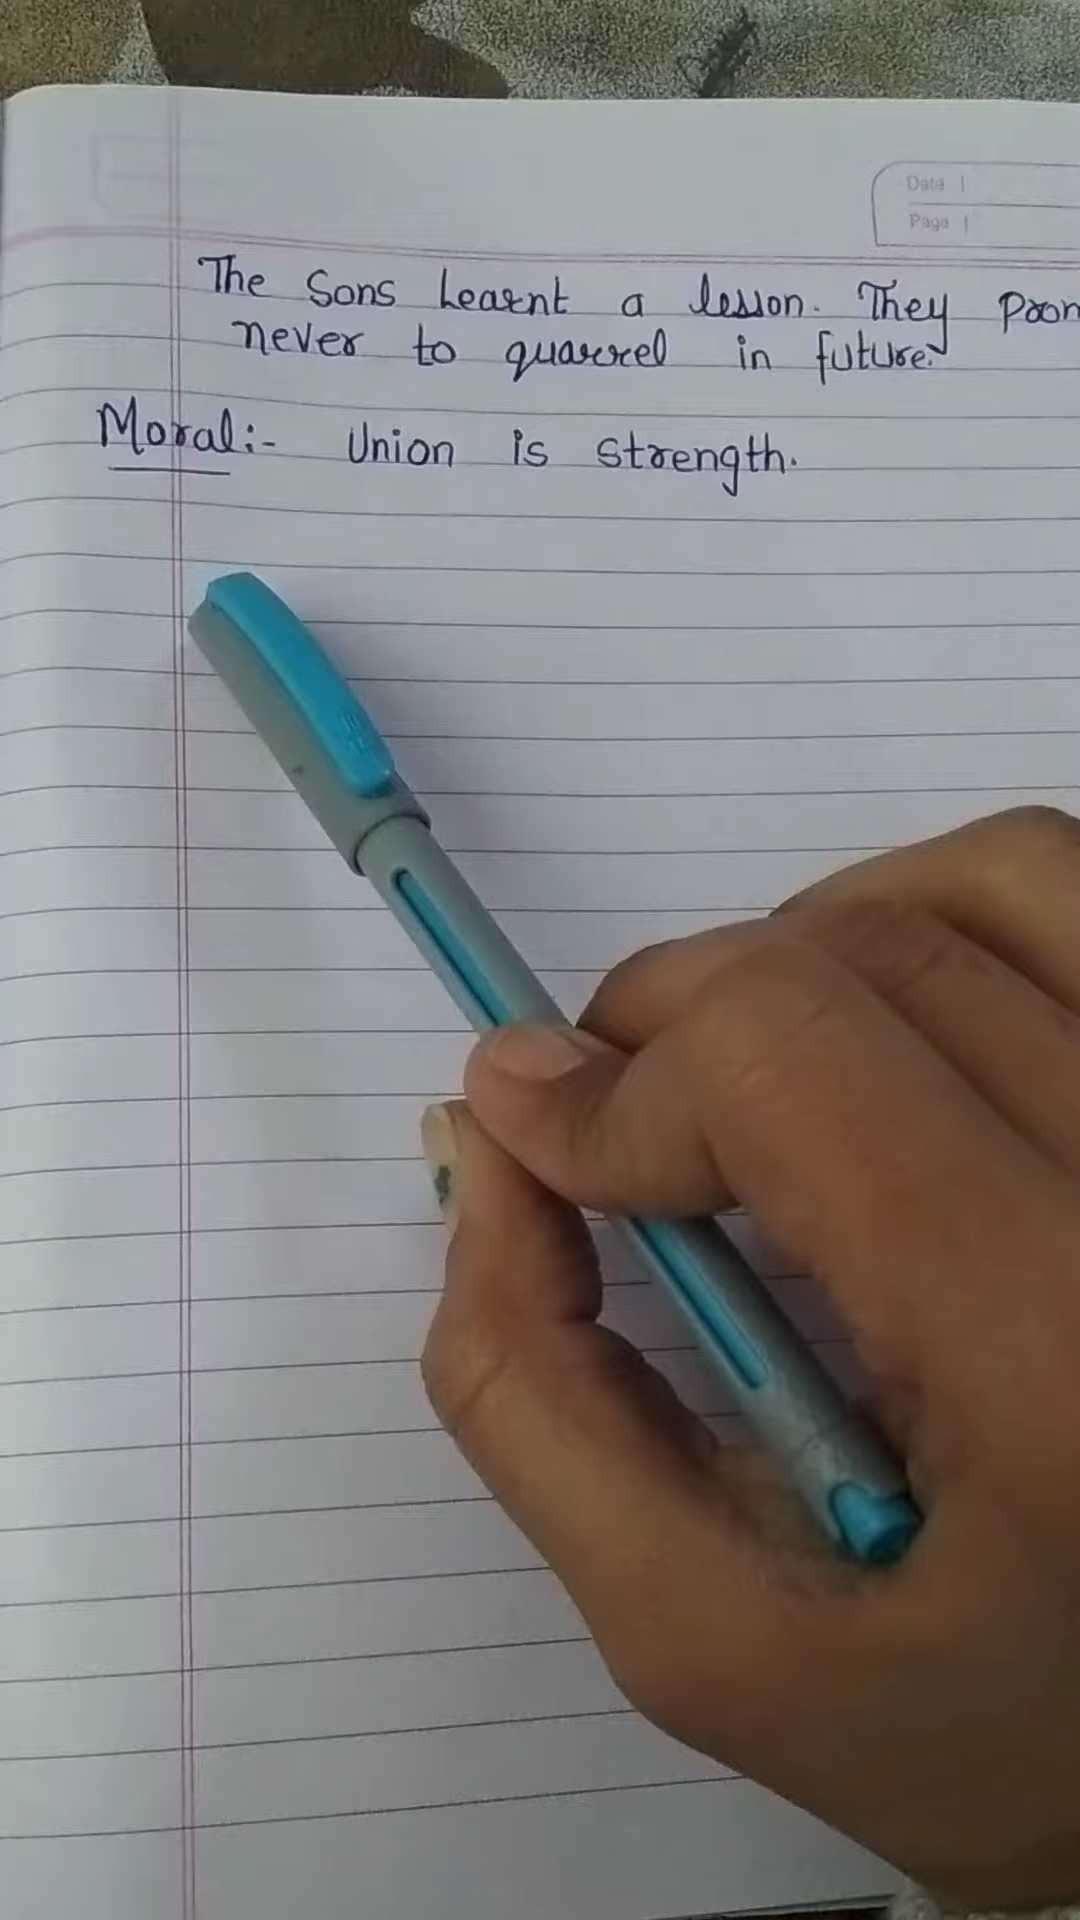 Date
Page
The Sons Learnt a lesson. They
never to quarrel in future.
Moral:- Union is strength.